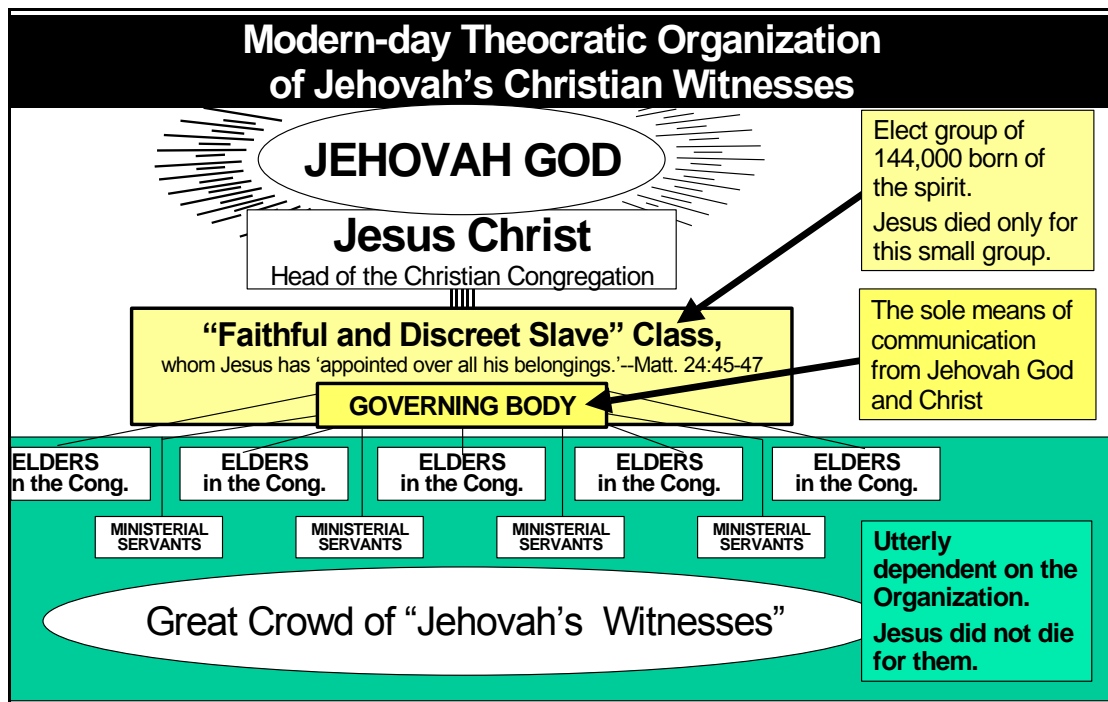 Modern-day Theocratic Organization
of Jehovah's Christian Witnesses
JEHOVAH GOD
Jesus Christ
Head of the Christian Congregation
Elect group of
144,000 born of
the spirit.
Jesus died only for
this small group.
“Faithful and Discreet Slave” Class,
whom Jesus has ‘appointed over all his belongings.’--Matt. 24:45-47
GOVERNING BODY
The sole means of
communication
from Jehovah God
and Christ
ELDERS
n the Cong.
ELDERS
in the Cong.
ELDERS
in the Cong.
ELDERS
in the Cong.
ELDERS
in the Cong.
MINISTERIAL
SERVANTS
MINISTERIAL
SERVANTS
MINISTERIAL
SERVANTS
MINISTERIAL
SERVANTS
Great Crowd of “Jehovah’s Witnesses”
Utterly
dependent on the
Organization.
Jesus did not die
for them.